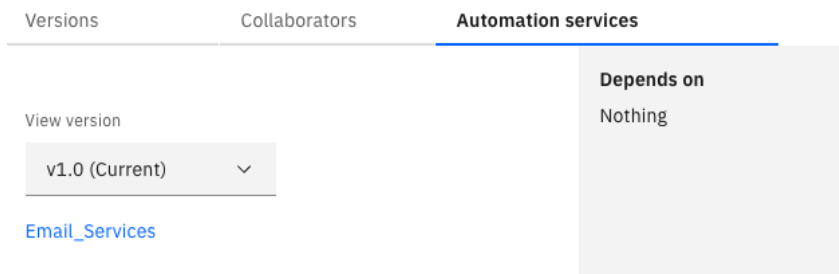 Versions
Collaborators
Automation services
Depends on
Nothing
View version
v1.0 (Current)
Email_Services